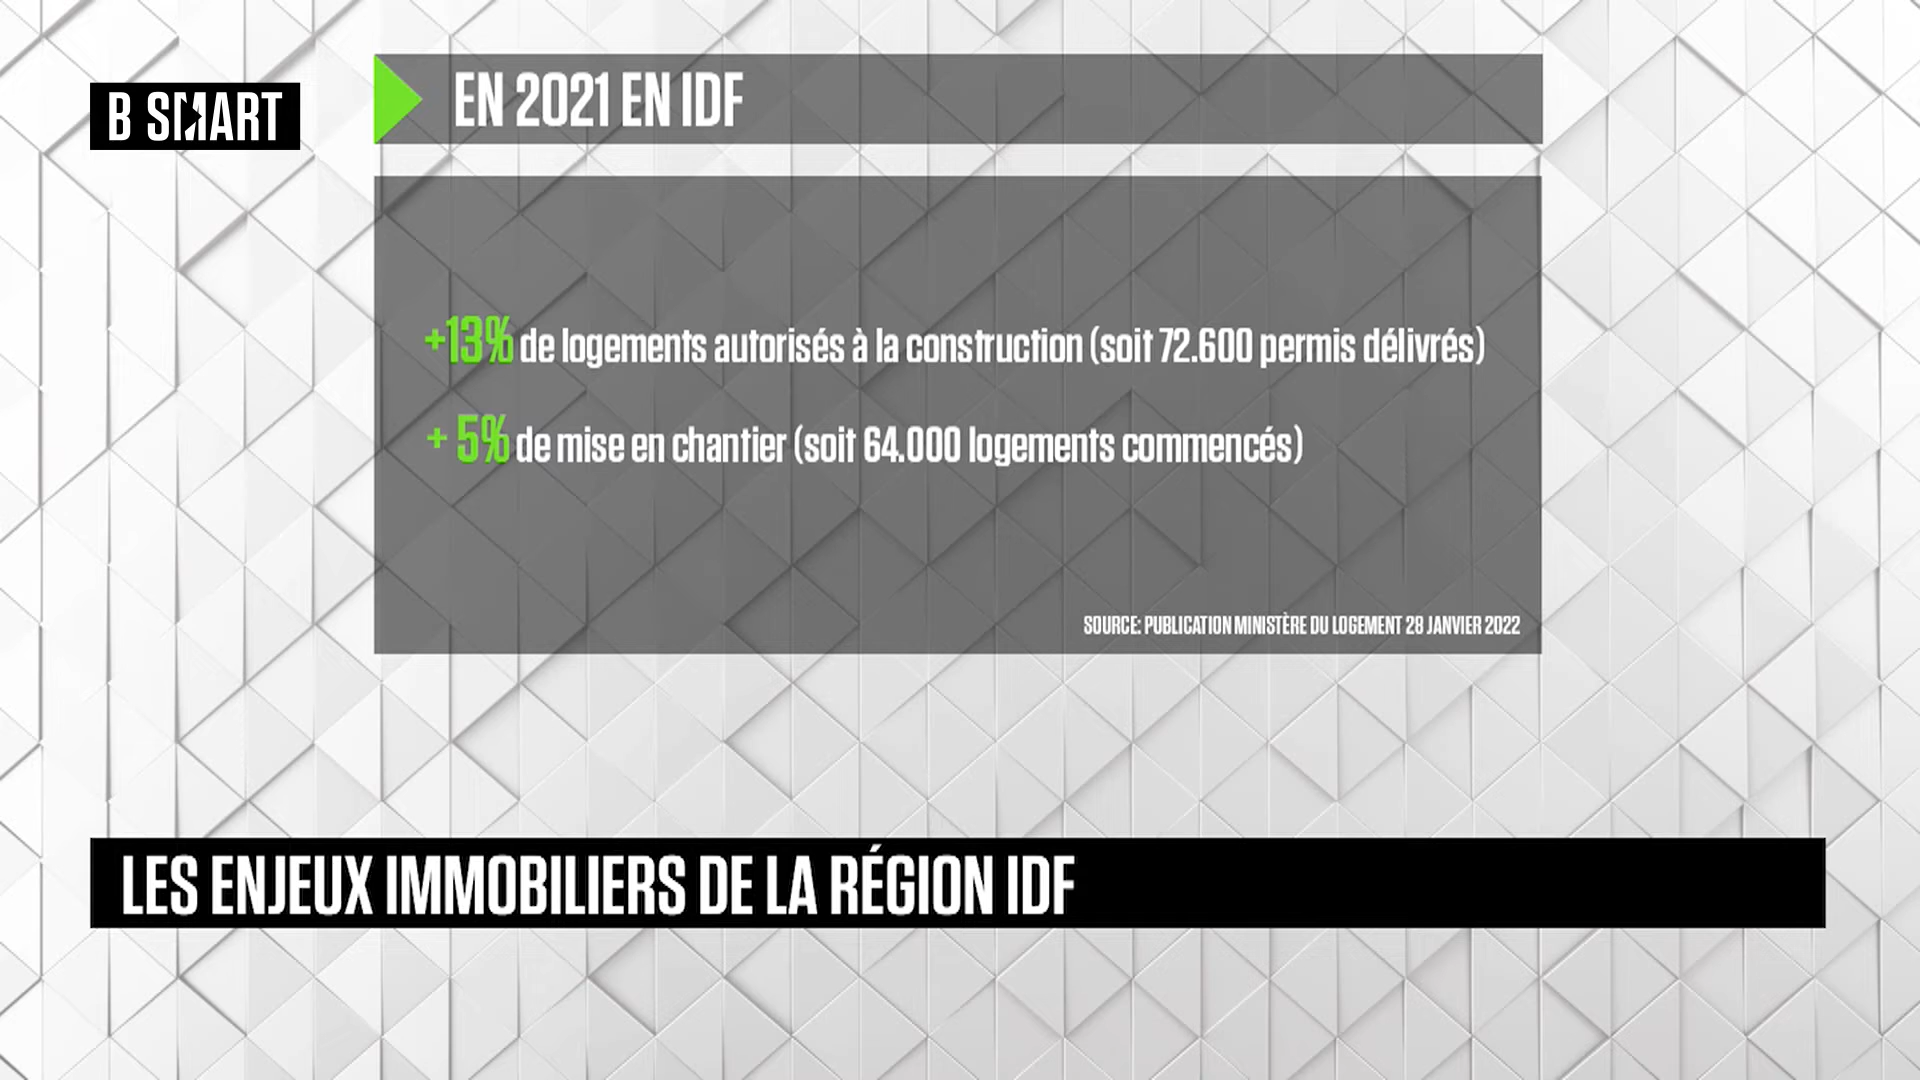 B SMART
EN 2021 EN IDF
+13% de logements autorisés à la construction (soit 72.600 permis délivrés)
+ 5% de mise en chantier (soit 64.000 logements commencés)
SOURCE: PUBLICATION MINISTÈRE DU LOGEMENT 28 JANVIER 2022
LES ENJEUX IMMOBILIERS DE LA RÉGION IDF